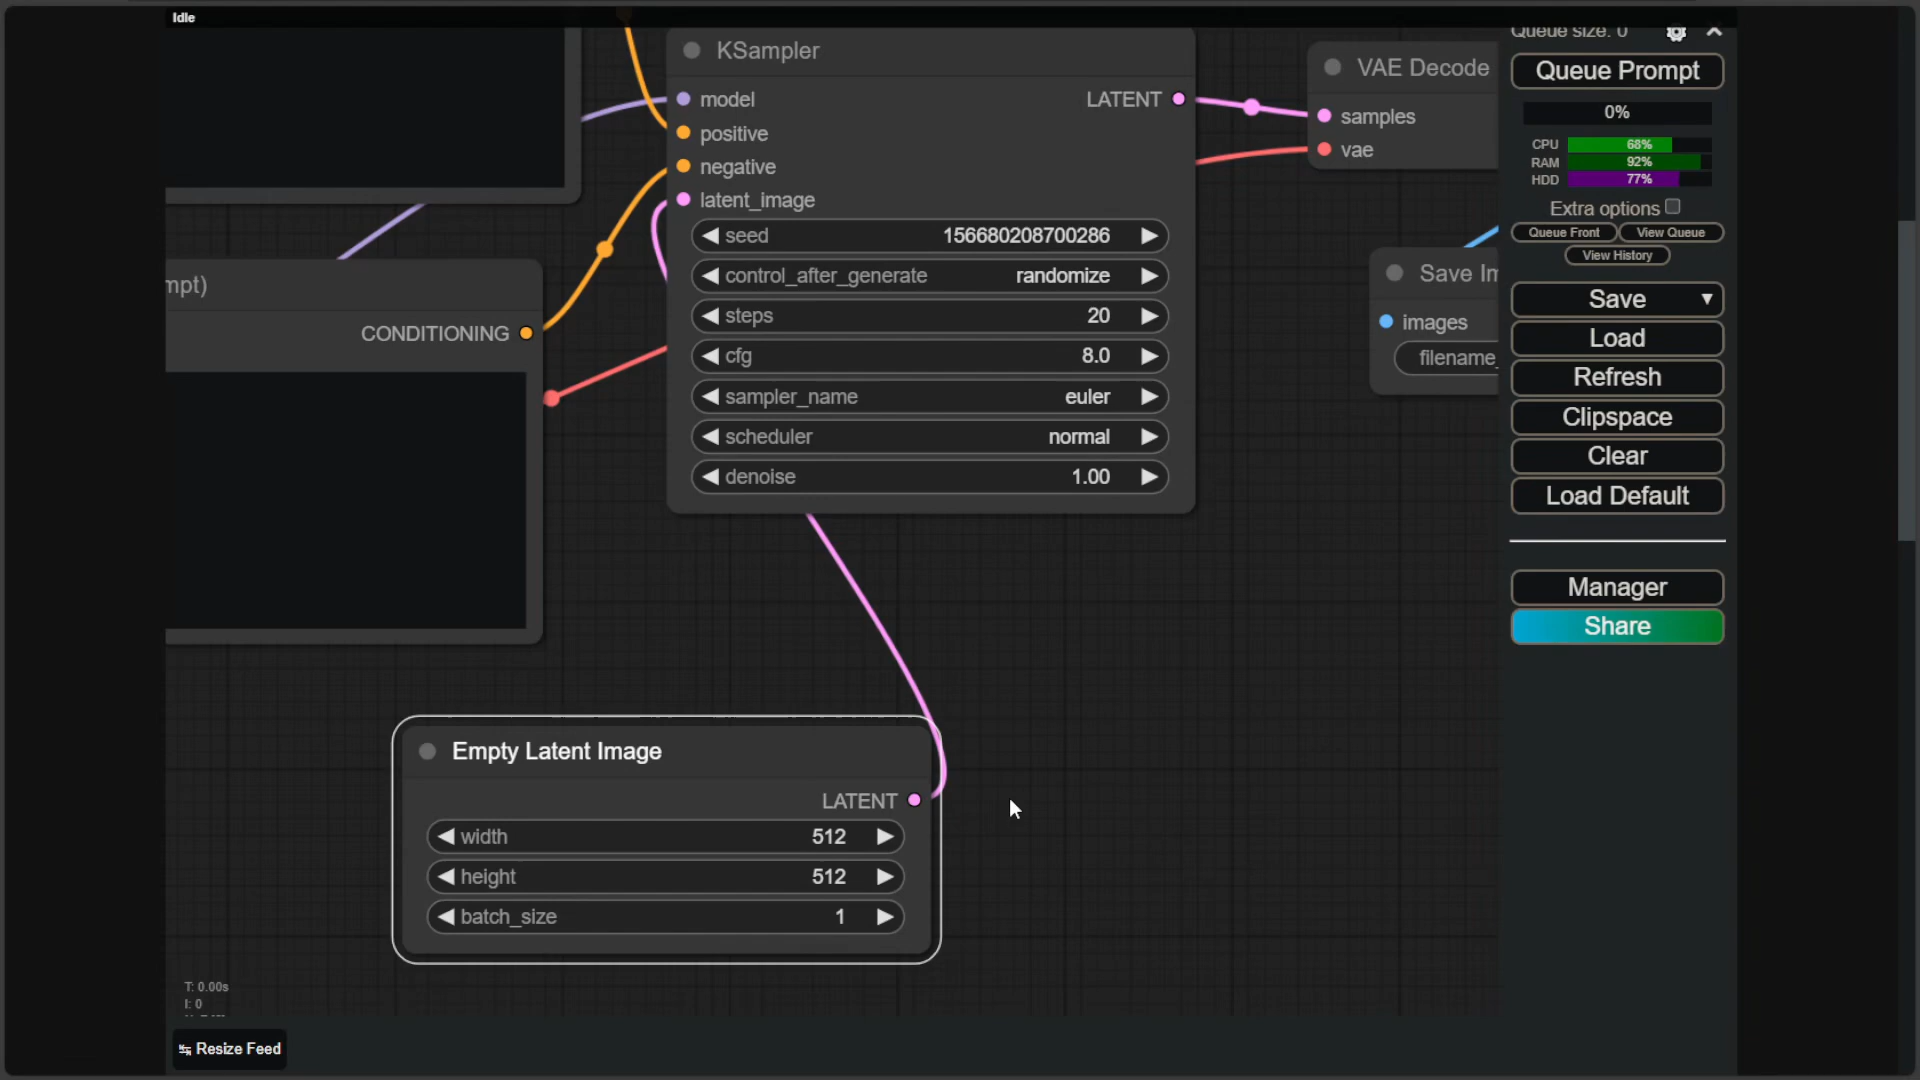 Idle
KSampler
model
LATENT
positive
negative
latent_image
seed 156680208700286
control_after_generate randomize
steps 20
cfg 8.0
sampler_name euler
scheduler normal
denoise 1.00
mpt)
CONDITIONING
VAE Decode
samples
vae
Save Im
images
filename_
Empty Latent Image
LATENT
width 512
height 512
batch_size 1
Queue size: 0
Queue Prompt
0%
CPU 68%
RAM 92%
HDD 77%
Extra options
Queue Front View Queue
View History
Save ▼
Load
Refresh
Clipspace
Clear
Load Default
Manager
Share
T: 0.00s
I: 0
Resize Feed